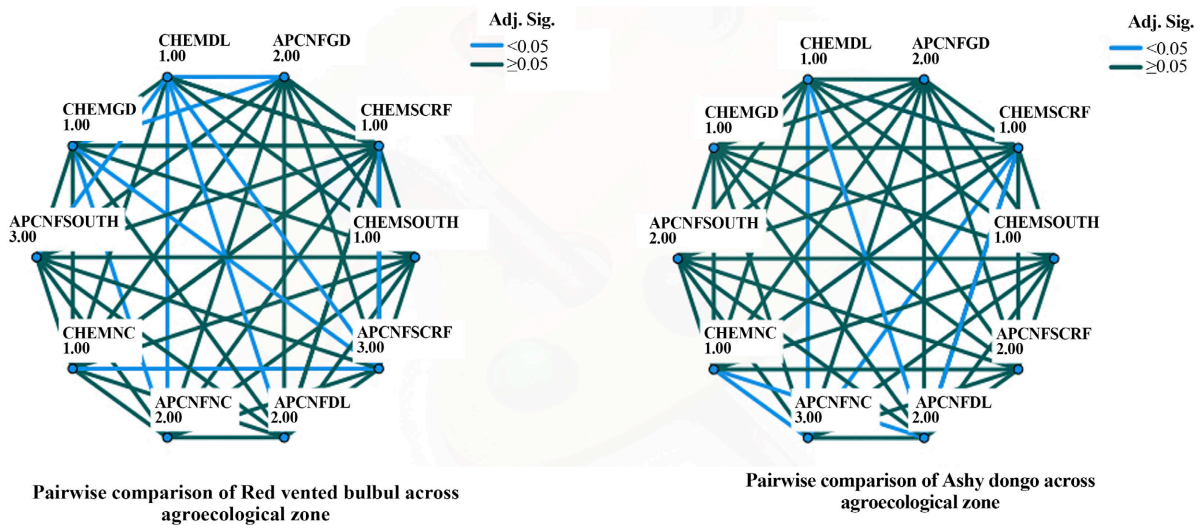 Adj. Sig.
<0.05
≥0.05
CHEMDL
1.00
APCNFGD
2.00
CHEMGD
1.00
CHEMSCRF
1.00
APCNFSOUTH
3.00
CHEMSOUTH
1.00
CHEMNC
1.00
APCNFSCRF
3.00
APCNFNC
2.00
APCNFDL
2.00
Pairwise comparison of Red vented bulbul across
agroecological zone
Adj. Sig.
<0.05
≥0.05
CHEMDL
1.00
APCNFGD
2.00
CHEMGD
1.00
CHEMSCRF
1.00
APCNFSOUTH
2.00
CHEMSOUTH
1.00
CHEMNC
1.00
APCNFSCRF
2.00
APCNFNC
3.00
APCNFDL
2.00
Pairwise comparison of Ashy dongo across
agroecological zone